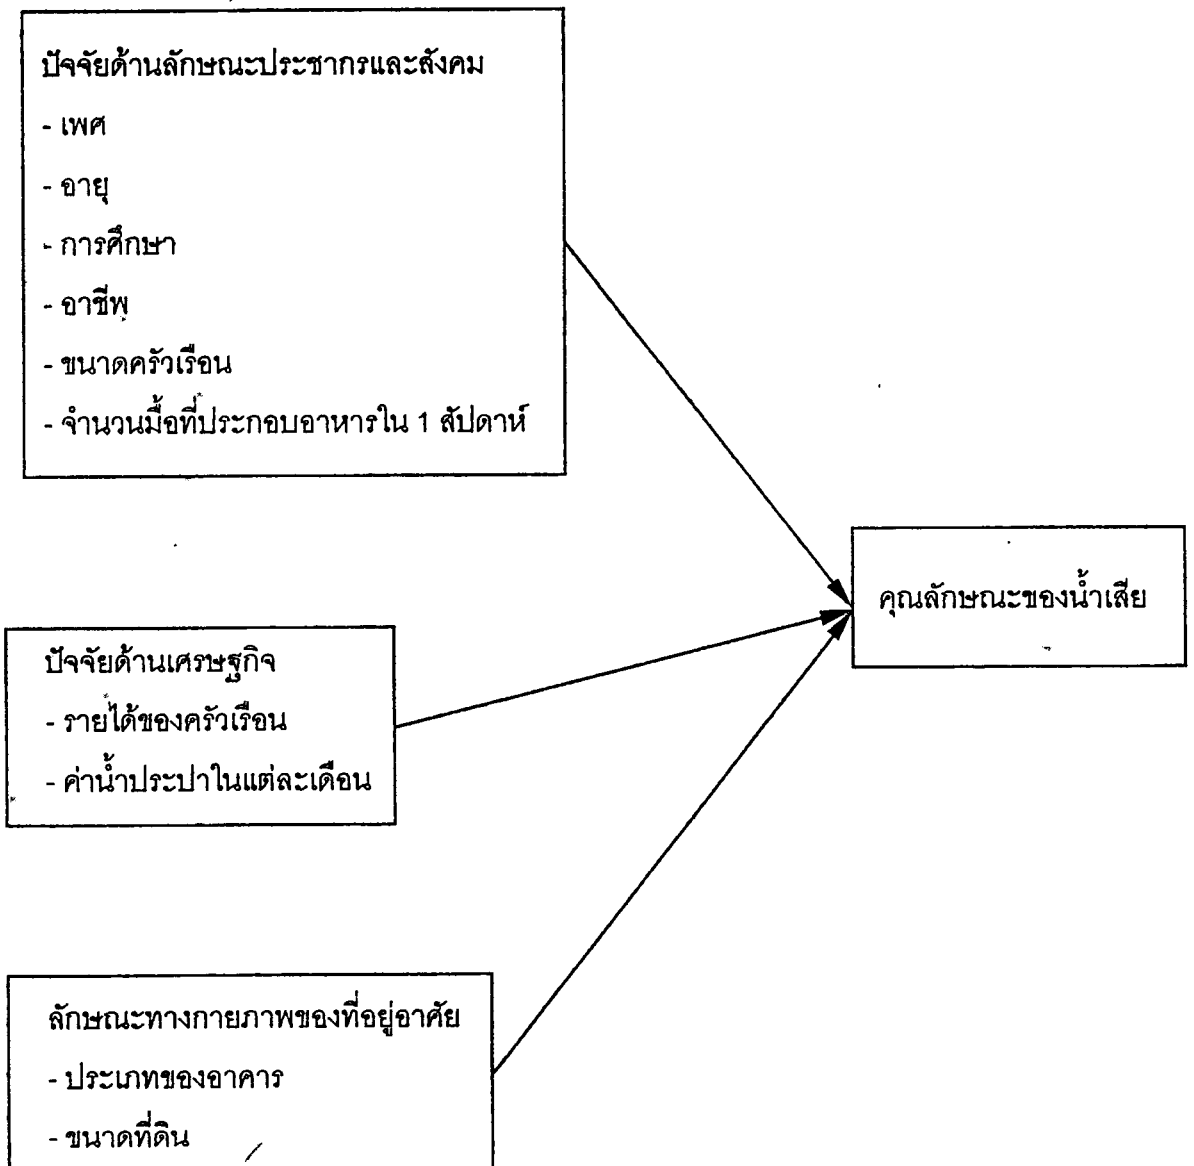 ปัจจัยด้านลักษณะประชากรและสังคม
- เพศ
- อายุ
- การศึกษา
- อาชีพ
- ขนาดครัวเรือน
- จำนวนมื้อที่ประกอบอาหารใน 1 สัปดาห์
คุณลักษณะของน้ำเสีย
ปัจจัยด้านเศรษฐกิจ
- รายได้ของครัวเรือน
- ค่าน้ำประปาในแต่ละเดือน
ลักษณะทางกายภาพของที่อยู่อาศัย
- ประเภทของอาคาร
- ขนาดที่ดิน